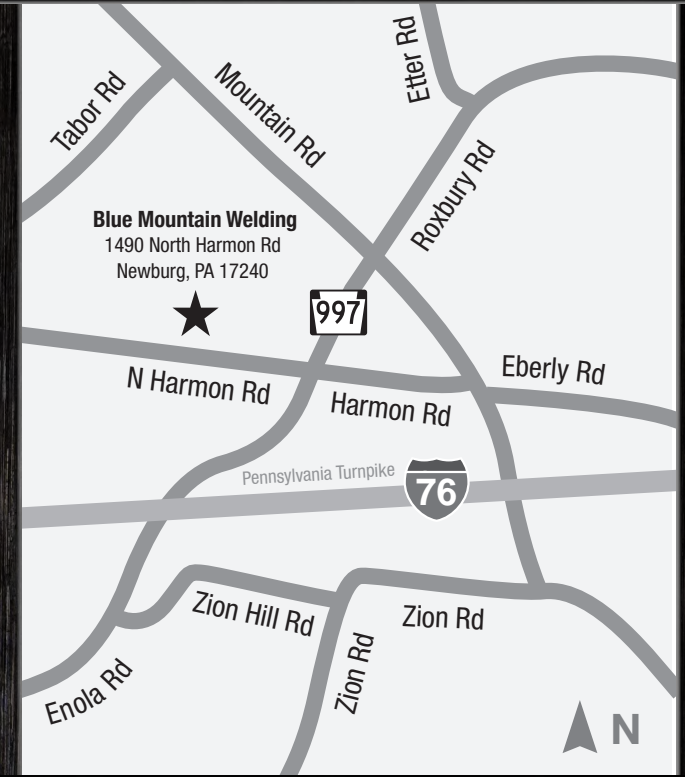 Etter Rd
Tabor Rd
Mountain Rd
Roxbury Rd
Blue Mountain Welding
1490 North Harmon Rd
Newburg, PA 17240
997
N Harmon Rd
Harmon Rd
Eberly Rd
Pennsylvania Turnpike
76
Zion Hill Rd
Zion Rd
Zion Rd
Enola Rd
N